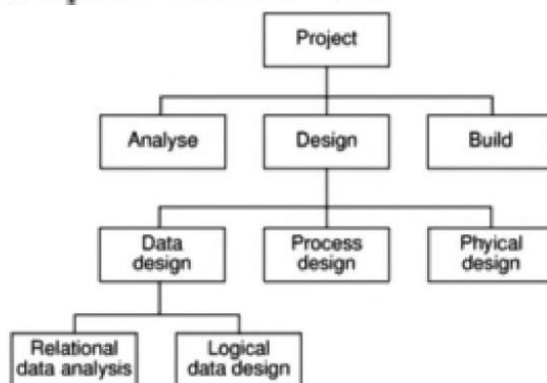 Project
Analyse
Design
Build
Data
design
Process
design
Phyical
design
Relational
data analysis
Logical
data design